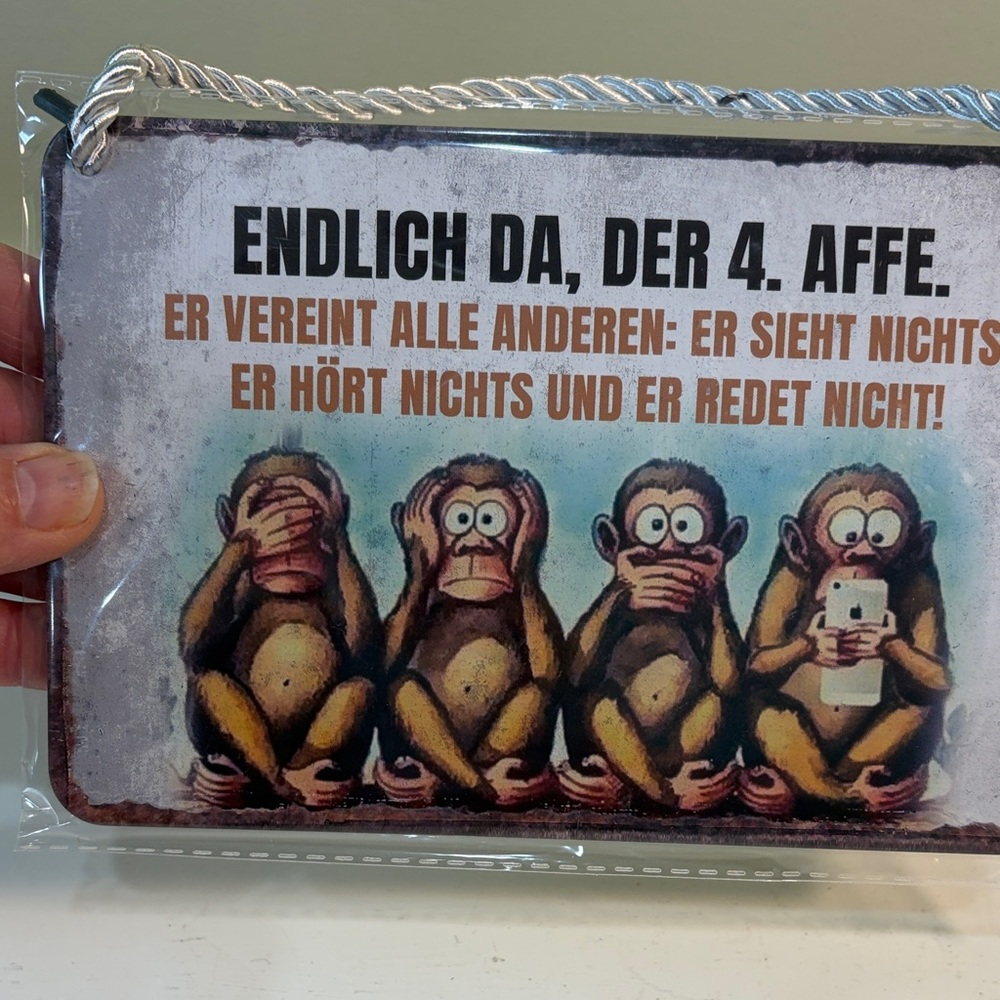 ENDLICH DA, DER 4. AFFE.
ER VEREINT ALLE ANDEREN: ER SIEHT NICHTS
ER HÖRT NICHTS UND ER REDET NICHT!